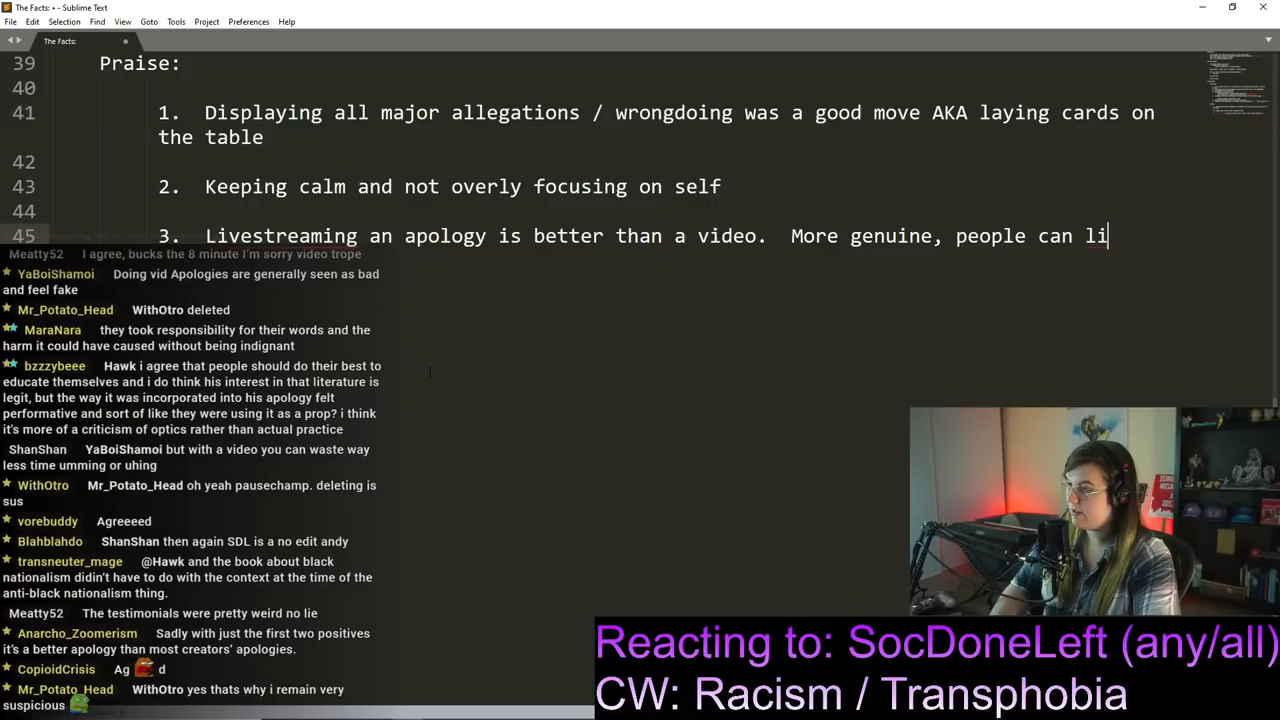 The Facts: • - Sublime Text
File Edit Selection Find View Goto Tools Project Preferences Help
The Facts:
39 Praise:
40
41 1. Displaying all major allegations / wrongdoing was a good move AKA laying cards on
the table
42
43 2. Keeping calm and not overly focusing on self
44
45 3. Livestreaming an apology is better than a video. More genuine, people can li
Meatty52 I agree, bucks the 8 minute I'm sorry video trope
YaBoiShamoi Doing vid Apologies are generally seen as bad
and feel fake
Mr_Potato_Head WithOtro deleted
MaraNara they took responsibility for their words and the
harm it could have caused without being indignant
bzzzybeee Hawk i agree that people should do their best to
educate themselves and i do think his interest in that literature is
legit, but the way it was incorporated into his apology felt
performative and sort of like they were using it as a prop? i think
it's more of a criticism of optics rather than actual practice
ShanShan YaBoiShamoi but with a video you can waste way
less time umming or uhing
WithOtro Mr_Potato_Head oh yeah pausechamp. deleting is
sus
vorebuddy Agreeeed
Blahblahdo ShanShan then again SDL is a no edit andy
transneuter_mage @Hawk and the book about black
nationalism didn't have to do with the context at the time of the
anti-black nationalism thing.
Meatty52 The testimonials were pretty weird no lie
Anarcho_Zoomerism Sadly with just the first two positives
it's a better apology than most creators' apologies.
CopioidCrisis Ag d
Mr_Potato_Head WithOtro yes thats why i remain very
suspicious
Reacting to: SocDoneLeft (any/all)
CW: Racism / Transphobia